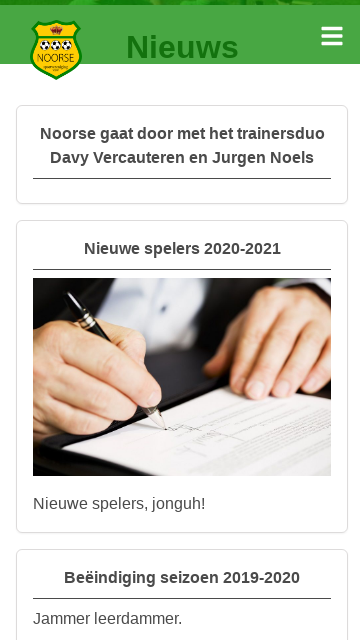 NOORSE
Nieuws
Noorse gaat door met het trainersduo
Davy Vercauteren en Jurgen Noels
Nieuwe spelers 2020-2021
Nieuwe spelers, jonguh!
Beëindiging seizoen 2019-2020
Jammer leerdammer.